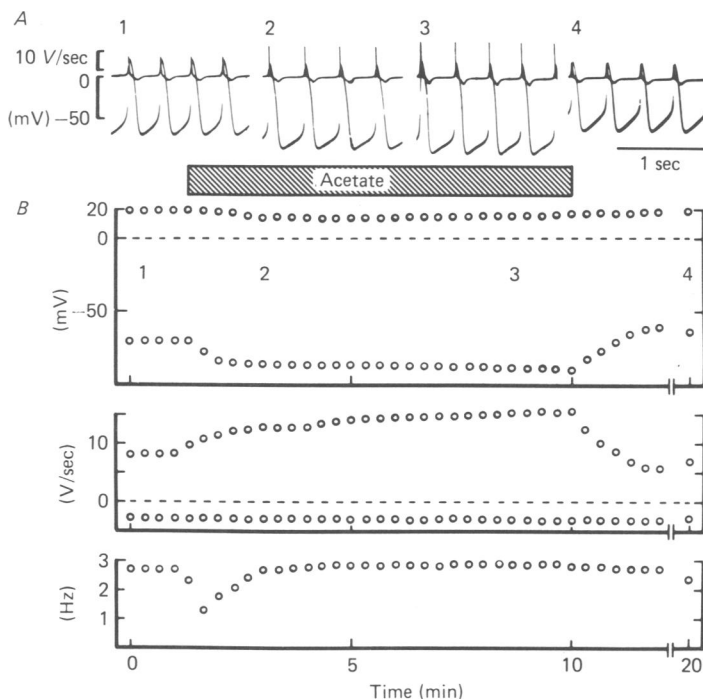 A
1 2 3 4
10 V/sec
0
(mV) −50
1 sec
Acetate
B
20
0
1 2 3 4
−50
(mV)
10
0
(V/sec)
3
2
1
(Hz)
0 5 10 20
Time (min)